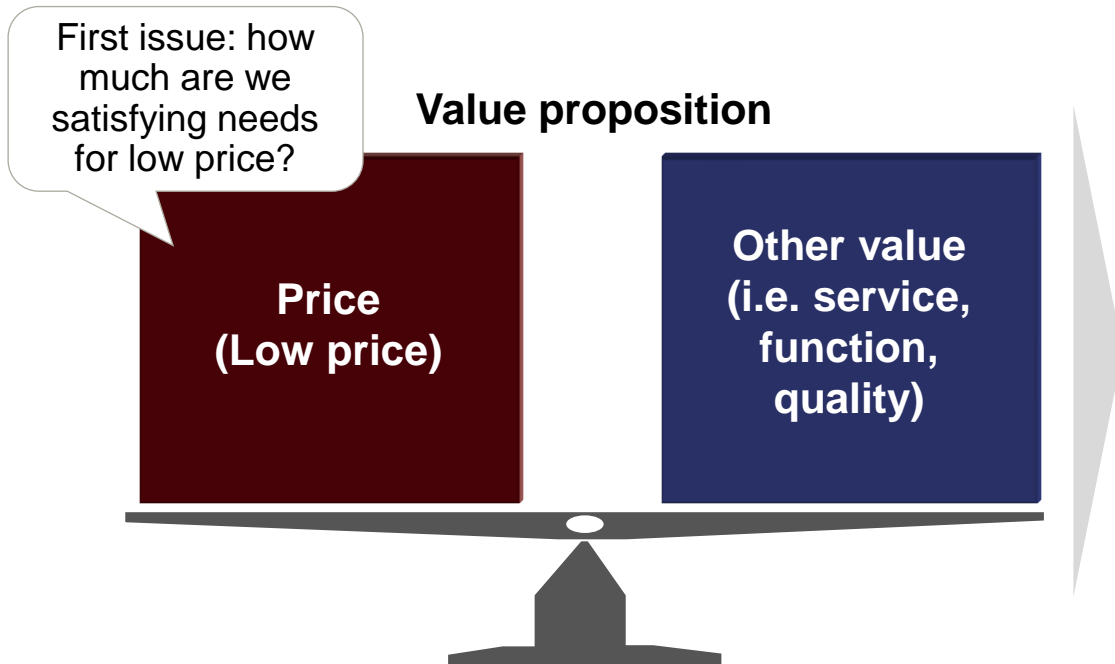 First issue: how
much are we
satisfying needs
for low price?
Value proposition
Price
(Low price)
Other value
(i.e. service,
function,
quality)